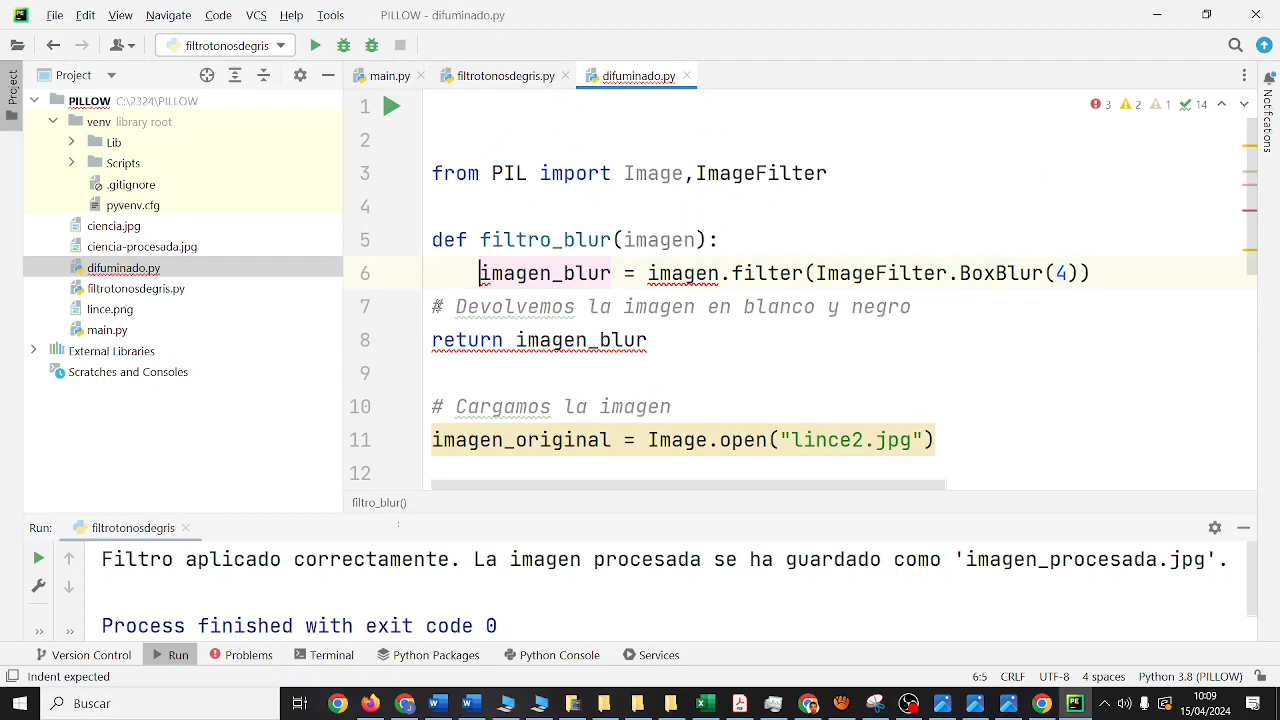 File Edit View Navigate Code VCS Help Tools PILLOW - difuminado.py
filtrotonosdegris
Project
Project
main.py filtrotonosdegris.py difuminado.py
PILLOW C:\2324\PILLOW
venv library root
Lib
Scripts
.gitignore
pyvenv.cfg
ciencia.jpg
ciencia-procesada.jpg
difuminado.py
filtrotonosdegris.py
lince.png
main.py
External Libraries
Scratches and Consoles
3 2 1 14
Notifications
1
2
3 from PIL import Image,ImageFilter
4
5 def filtro_blur(imagen):
6 imagen_blur = imagen.filter(ImageFilter.BoxBlur(4))
7 # Devolvemos la imagen en blanco y negro
8 return imagen_blur
9
10 # Cargamos la imagen
11 imagen_original = Image.open("lince2.jpg")
12
filtro_blur()
Run: filtrotonosdegris
Filtro aplicado correctamente. La imagen procesada se ha guardado como 'imagen_procesada.jpg'.
Process finished with exit code 0
Version Control Run Problems Terminal Python Packages Python Console Services
Indent expected 6:5 CRLF UTF-8 4 spaces Python 3.8 (PILLOW)
Buscar
10:09
15/04/2024